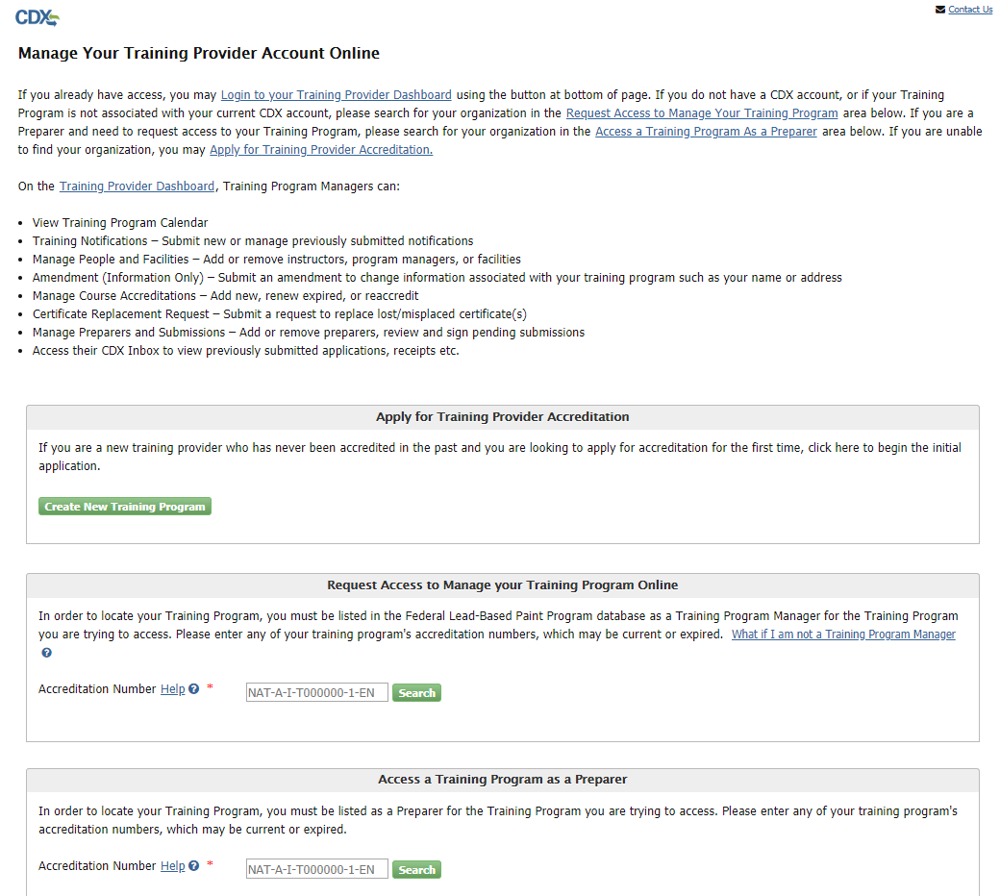 CDX
Contact Us
Manage Your Training Provider Account Online
If you already have access, you may Login to your Training Provider Dashboard using the button at bottom of page. If you do not have a CDX account, or if your Training
Program is not associated with your current CDX account, please search for your organization in the Request Access to Manage Your Training Program area below. If you are a
Preparer and need to request access to your Training Program, please search for your organization in the Access a Training Program As a Preparer area below. If you are unable
to find your organization, you may Apply for Training Provider Accreditation.
On the Training Provider Dashboard, Training Program Managers can:
• View Training Program Calendar
• Training Notifications – Submit new or manage previously submitted notifications
• Manage People and Facilities – Add or remove instructors, program managers, or facilities
• Amendment (Information Only) – Submit an amendment to change information associated with your training program such as your name or address
• Manage Course Accreditations – Add new, renew expired, or reaccredit
• Certificate Replacement Request – Submit a request to replace lost/misplaced certificate(s)
• Manage Preparers and Submissions – Add or remove preparers, review and sign pending submissions
• Access their CDX Inbox to view previously submitted applications, receipts etc.
Apply for Training Provider Accreditation
If you are a new training provider who has never been accredited in the past and you are looking to apply for accreditation for the first time, click here to begin the initial
application.
Create New Training Program
Request Access to Manage your Training Program Online
In order to locate your Training Program, you must be listed in the Federal Lead-Based Paint Program database as a Training Program Manager for the Training Program
you are trying to access. Please enter any of your training program's accreditation numbers, which may be current or expired. What if I am not a Training Program Manager
?
Accreditation Number Help ? * NAT-A-I-T000000-1-EN Search
Access a Training Program as a Preparer
In order to locate your Training Program, you must be listed as a Preparer for the Training Program you are trying to access. Please enter any of your training program's
accreditation numbers, which may be current or expired.
Accreditation Number Help ? * NAT-A-I-T000000-1-EN Search